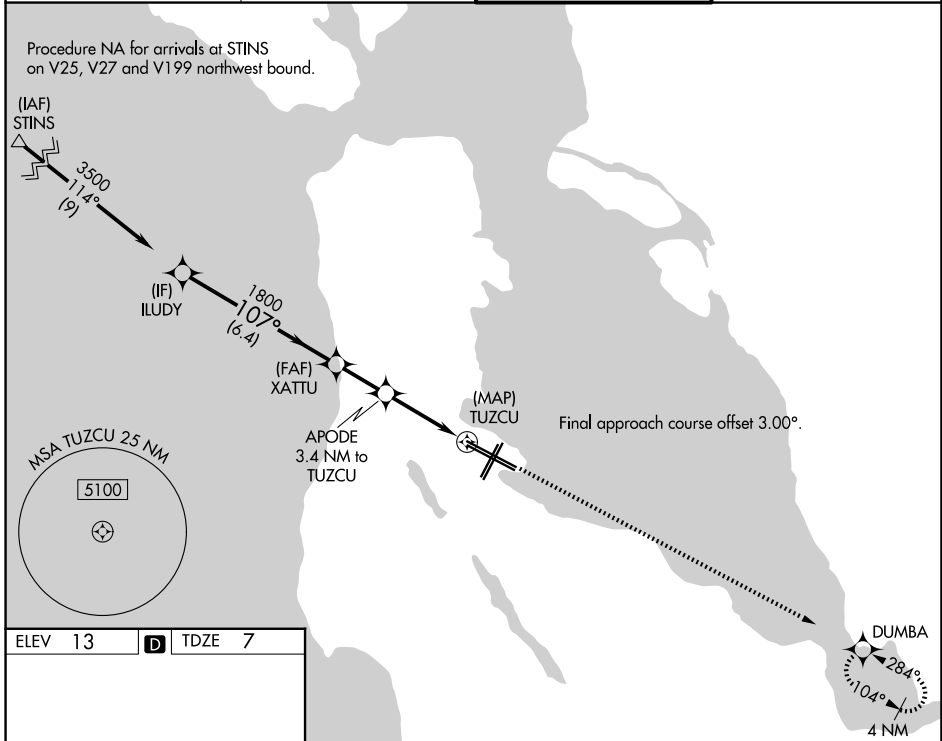 Procedure NA for arrivals at STINS
on V25, V27 and V199 northwest bound.
(IAF)
STINS
3500
114°
(9)
(IF)
ILUDY
1800
107°
(6.4)
(FAF)
XATTU
APODE
3.4 NM to
TUZCU
(MAP)
TUZCU
Final approach course offset 3.00°.
MSA TUZCU 25 NM
5100
DUMBA
284°
104°
4 NM
ELEV 13 D TDZE 7